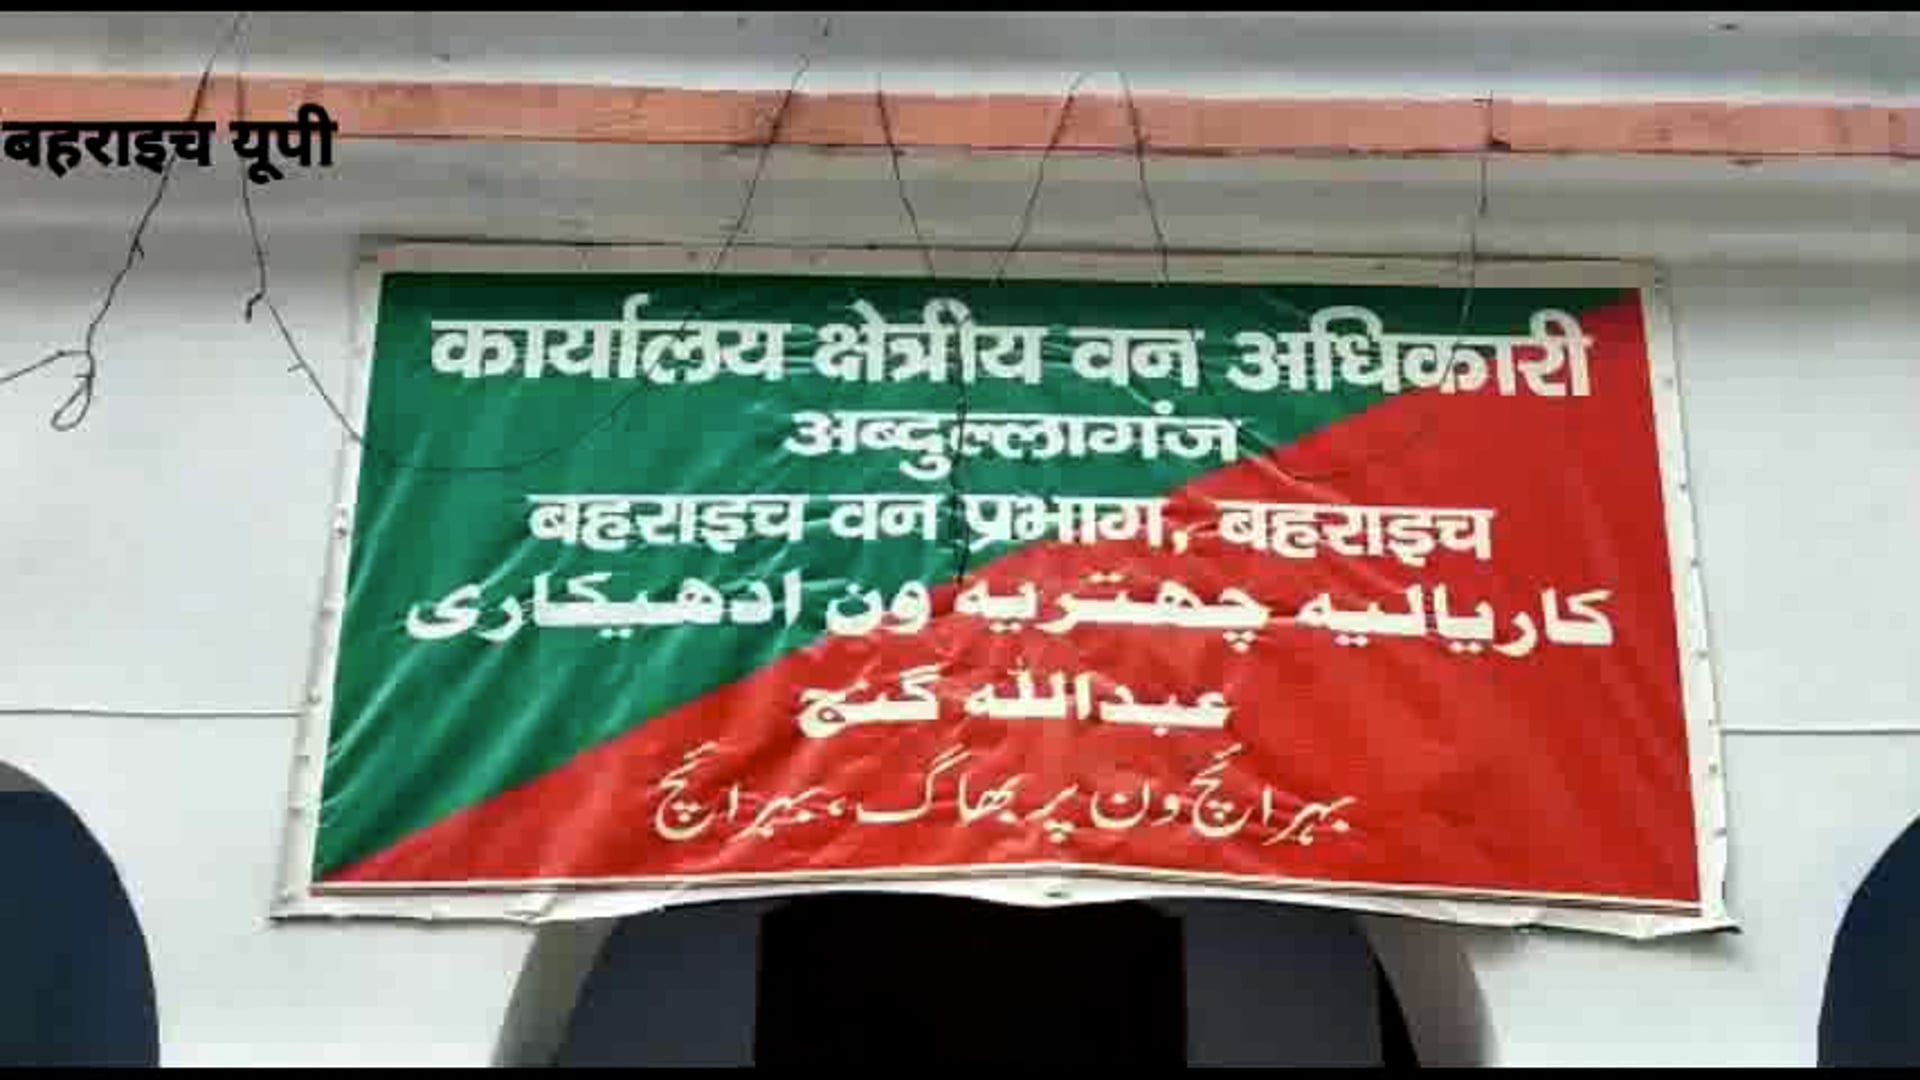 बहराइच यूपी
कार्यालय क्षेत्रीय वन अधिकारी
अब्दुल्लागंज
बहराइच वन प्रभाग, बहराइच
کاریالیہ چھتریہ ون ادھیکاری
عبداللہ گنج
بہرائچ ون پربھاگ، بہرائچ